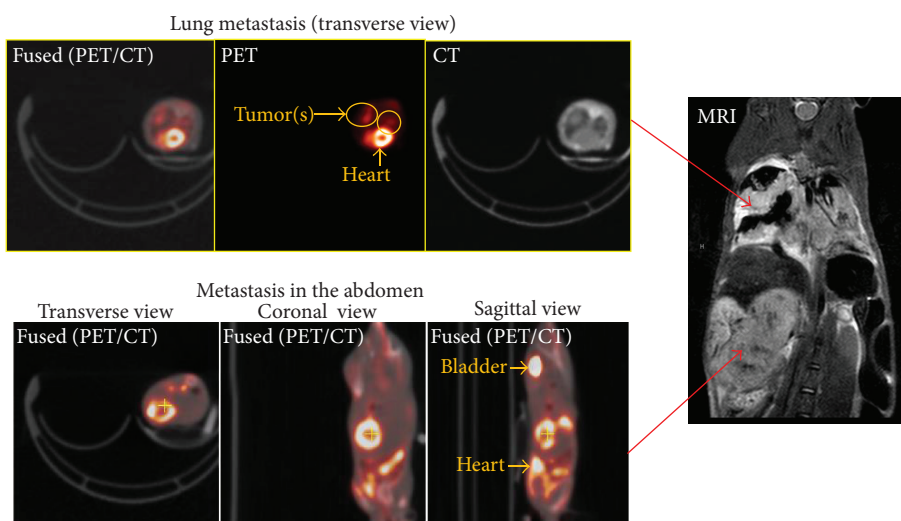 Lung metastasis (transverse view)
Fused (PET/CT)
PET
CT
Tumor(s)
Heart
MRI
H
Metastasis in the abdomen
Transverse view
Coronal view
Sagittal view
Fused (PET/CT)
Fused (PET/CT)
Fused (PET/CT)
Bladder
Heart